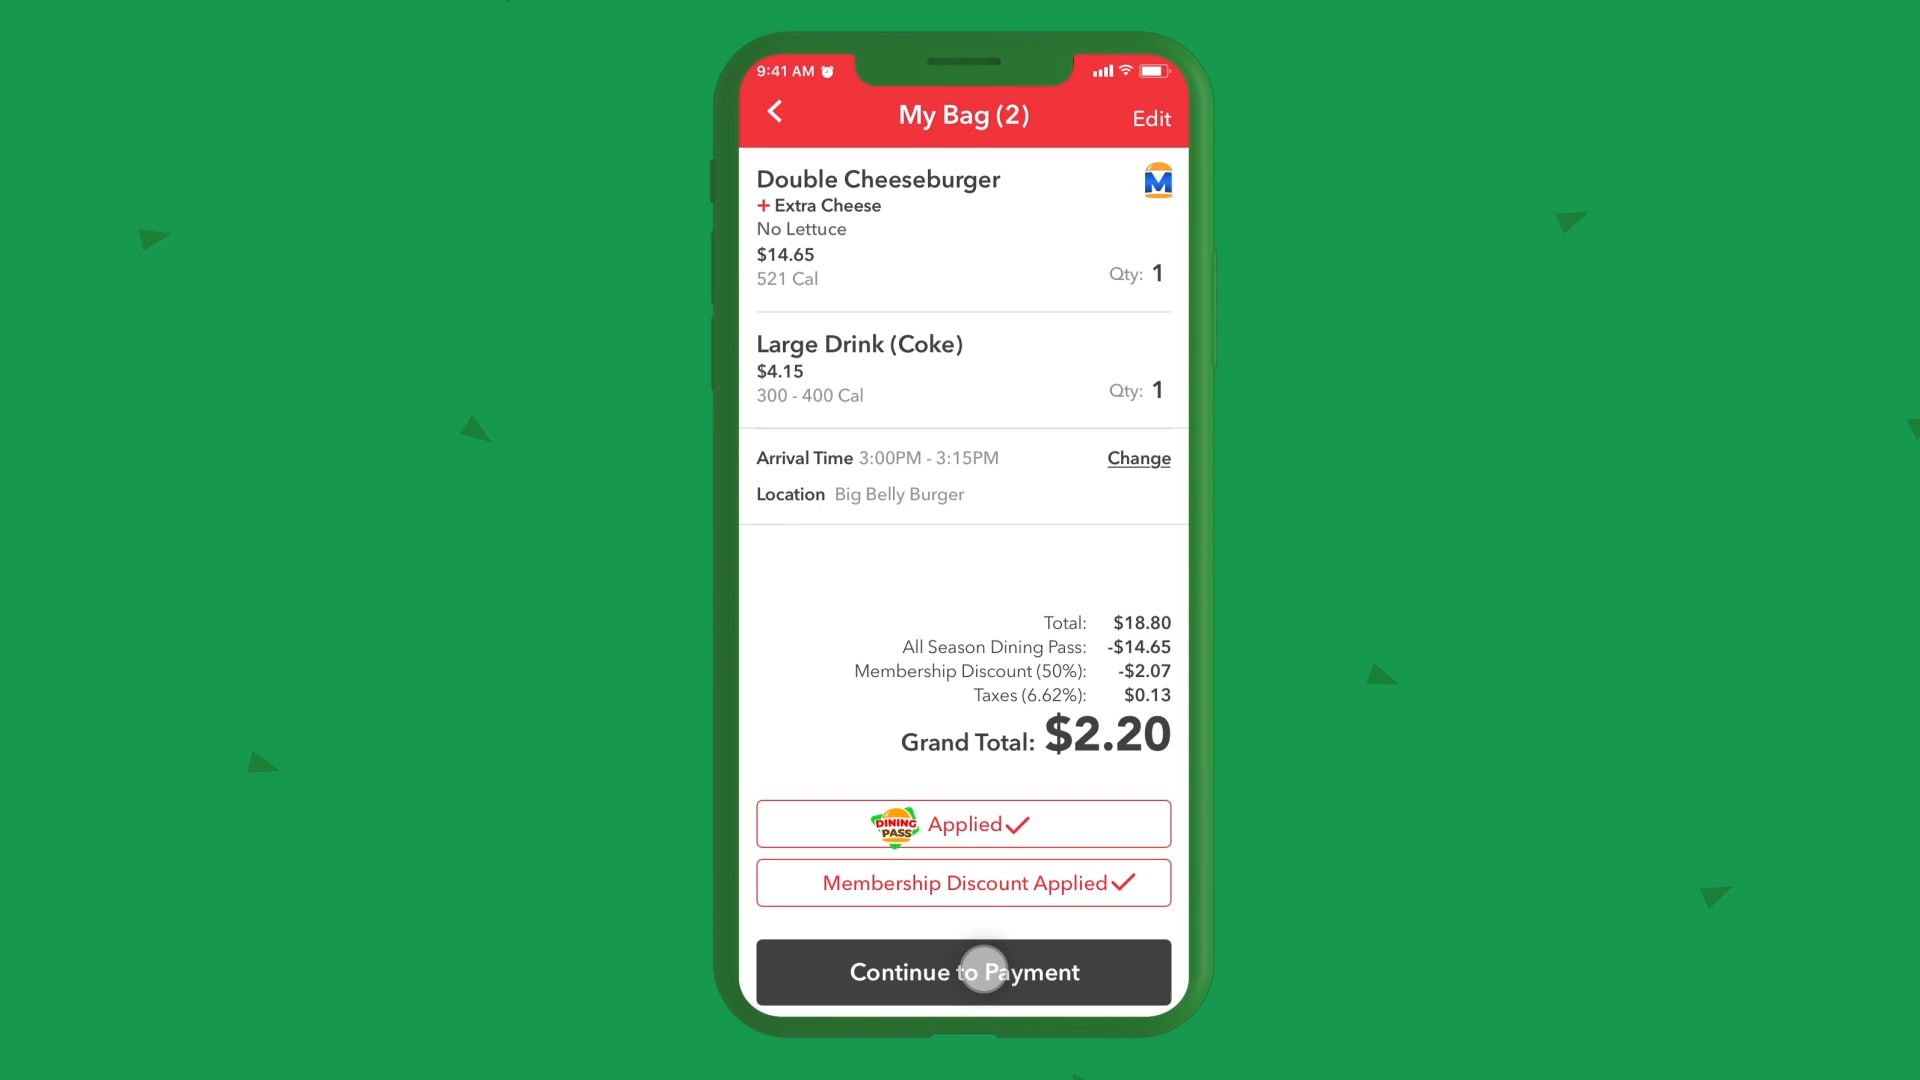 9:41 AM
My Bag (2)
Edit
Double Cheeseburger
M
+ Extra Cheese
No Lettuce
$14.65
521 Cal
Qty: 1
Large Drink (Coke)
$4.15
300 - 400 Cal
Qty: 1
Arrival Time 3:00PM - 3:15PM
Change
Location Big Belly Burger
Total: $18.80
All Season Dining Pass: -$14.65
Membership Discount (50%): -$2.07
Taxes (6.62%): $0.13
Grand Total: $2.20
DINING
PASS
Applied
Membership Discount Applied
Continue to Payment